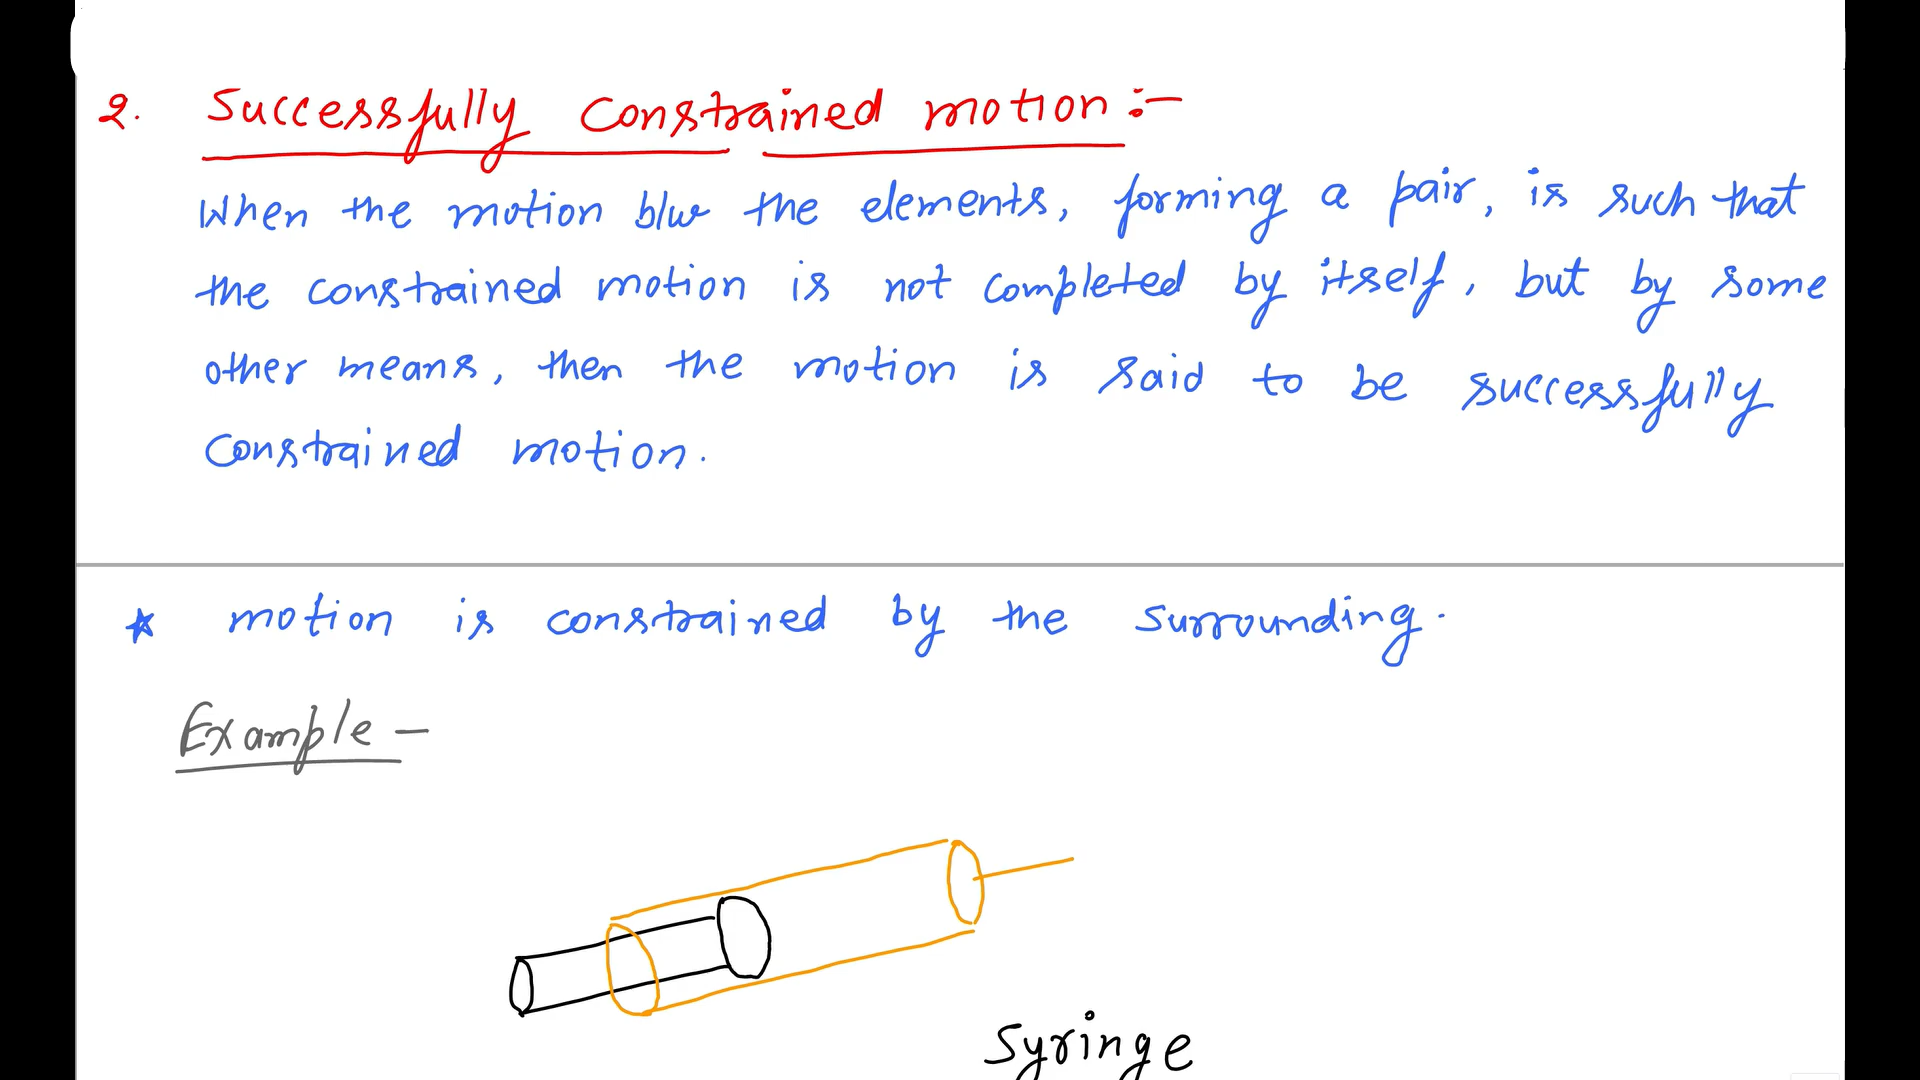 2. Successfully Constrained motion :-
When the motion b/w the elements, forming a pair, is such that
the constrained motion is not completed by itself, but by some
other means, then the motion is said to be successfully
Constrained motion.
* motion is constrained by the surrounding.
Example -
Syringe